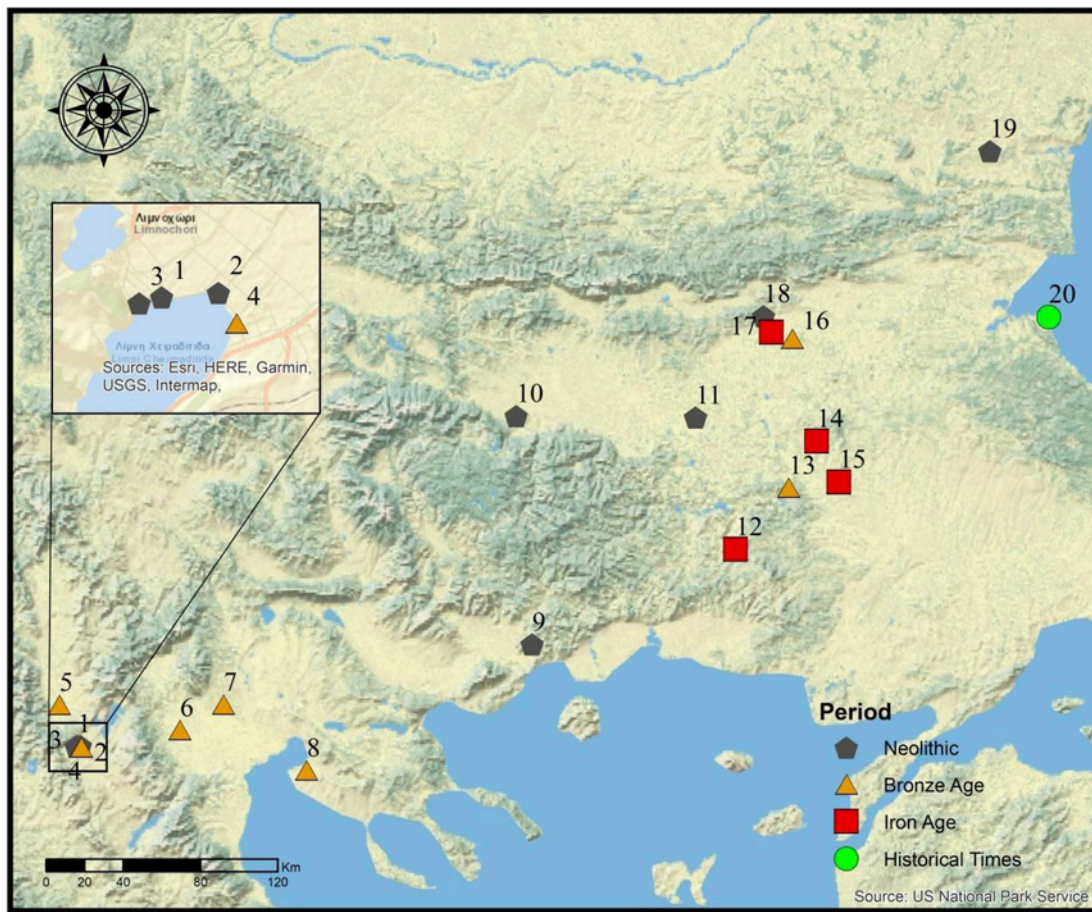 19
Λιμνοχώρι
Limnochori
3
1
2
4
Λίμνη Χειμαδίτιδα
Limni Cheimaditida
Sources: Esri, HERE, Garmin,
USGS, Intermap,
20
18
17
16
10
11
14
13
15
12
9
5
7
6
8
1
3
2
4
Period
Neolithic
Bronze Age
Iron Age
Historical Times
Km
0 20 40 80 120
Source: US National Park Service